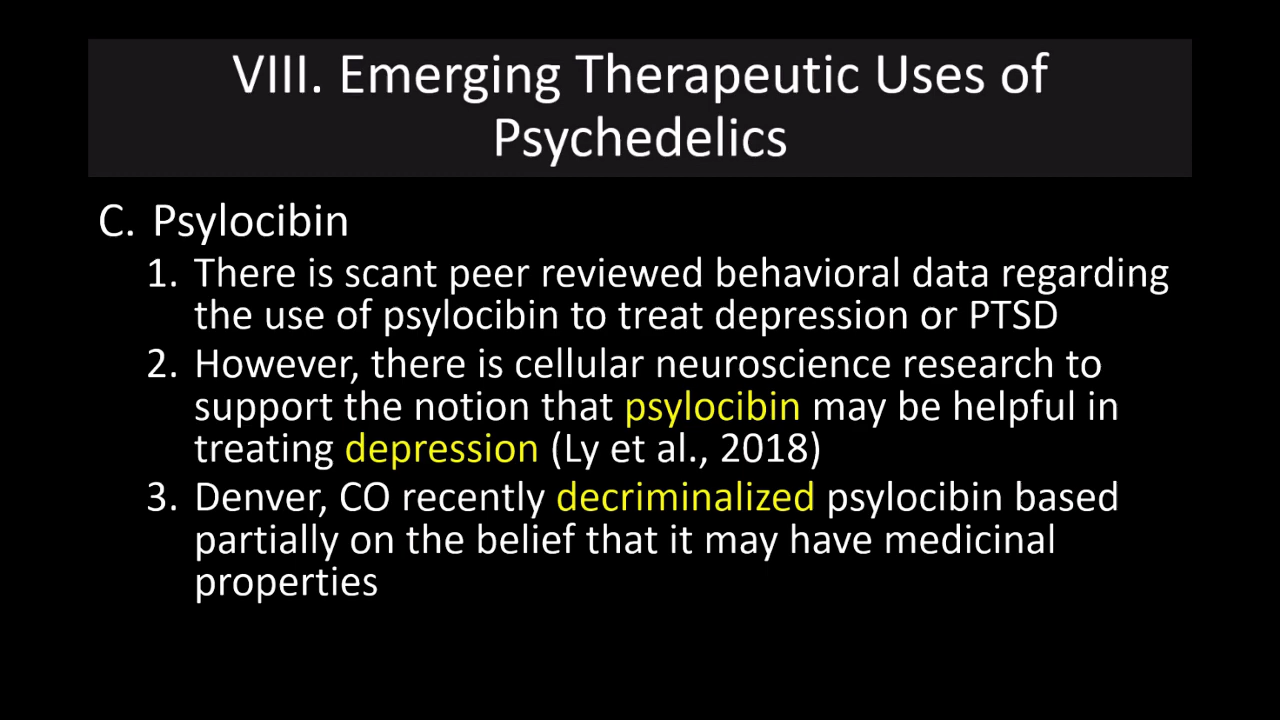 VIII. Emerging Therapeutic Uses of
Psychedelics
C. Psylocibin
1. There is scant peer reviewed behavioral data regarding
the use of psylocibin to treat depression or PTSD
2. However, there is cellular neuroscience research to
support the notion that psylocibin may be helpful in
treating depression (Ly et al., 2018)
3. Denver, CO recently decriminalized psylocibin based
partially on the belief that it may have medicinal
properties